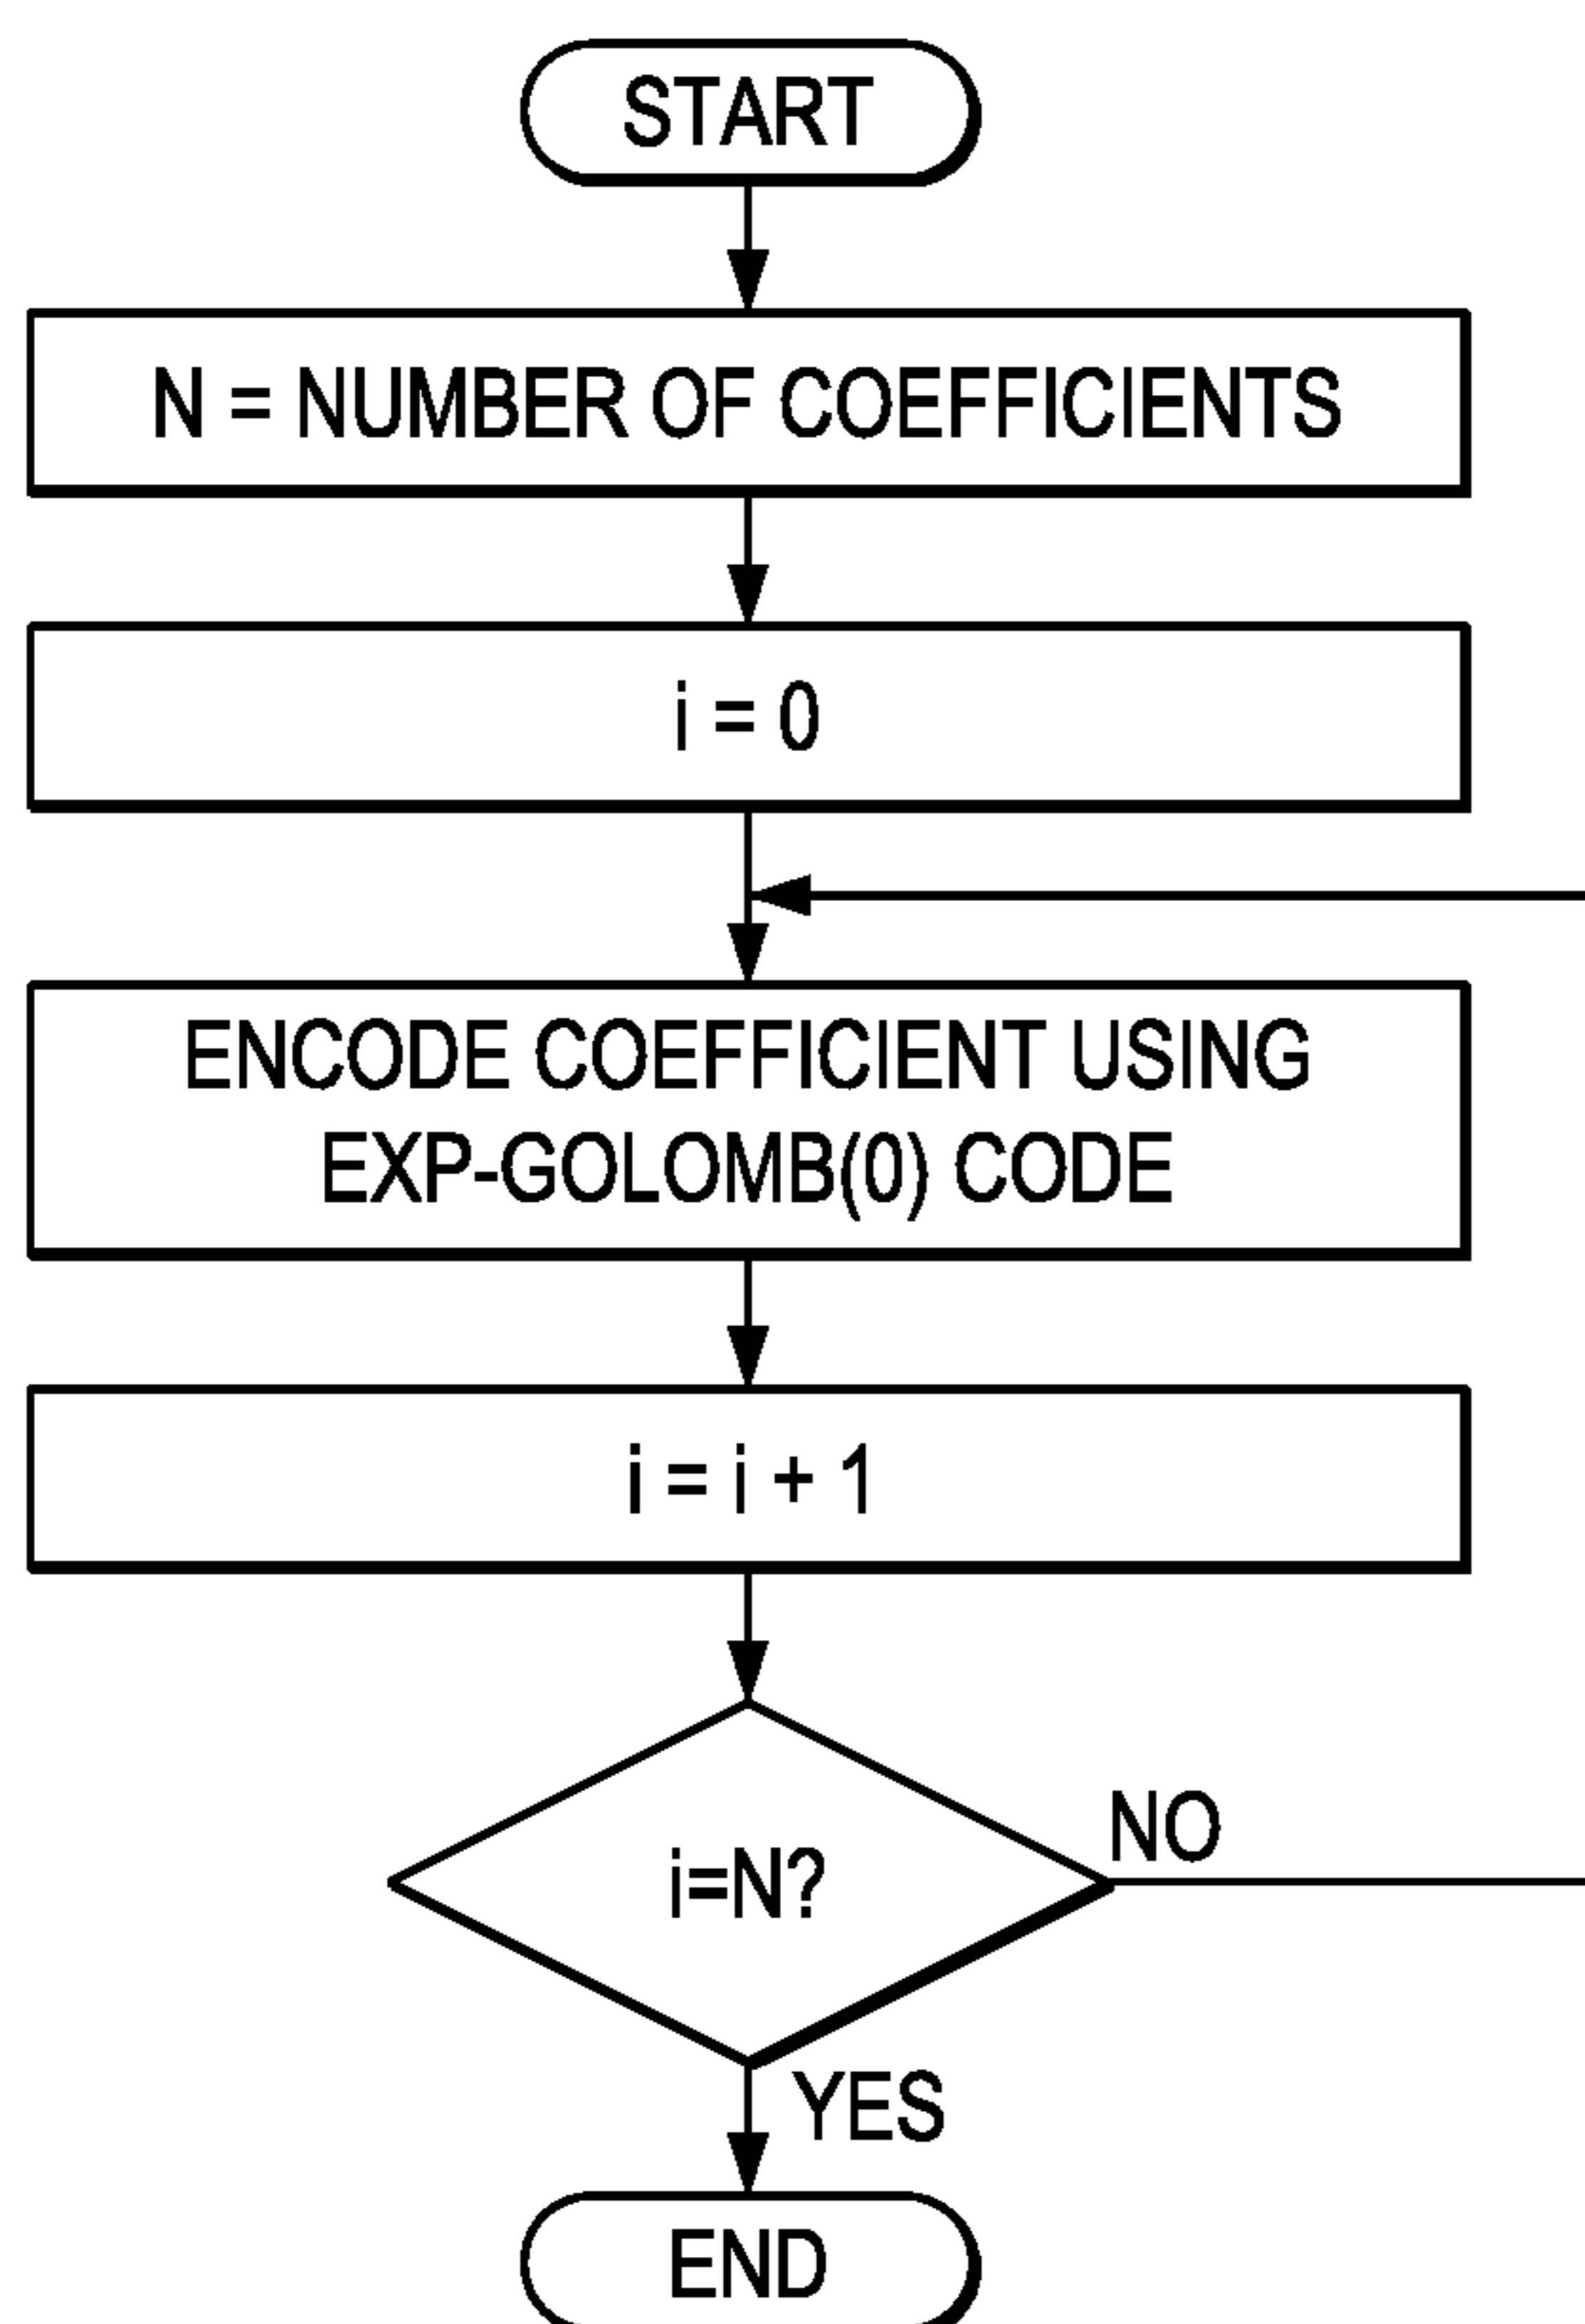 START
N = NUMBER OF COEFFICIENTS
i = 0
ENCODE COEFFICIENT USING
EXP-GOLOMB(0) CODE
i = i + 1
i=N?
NO
YES
END